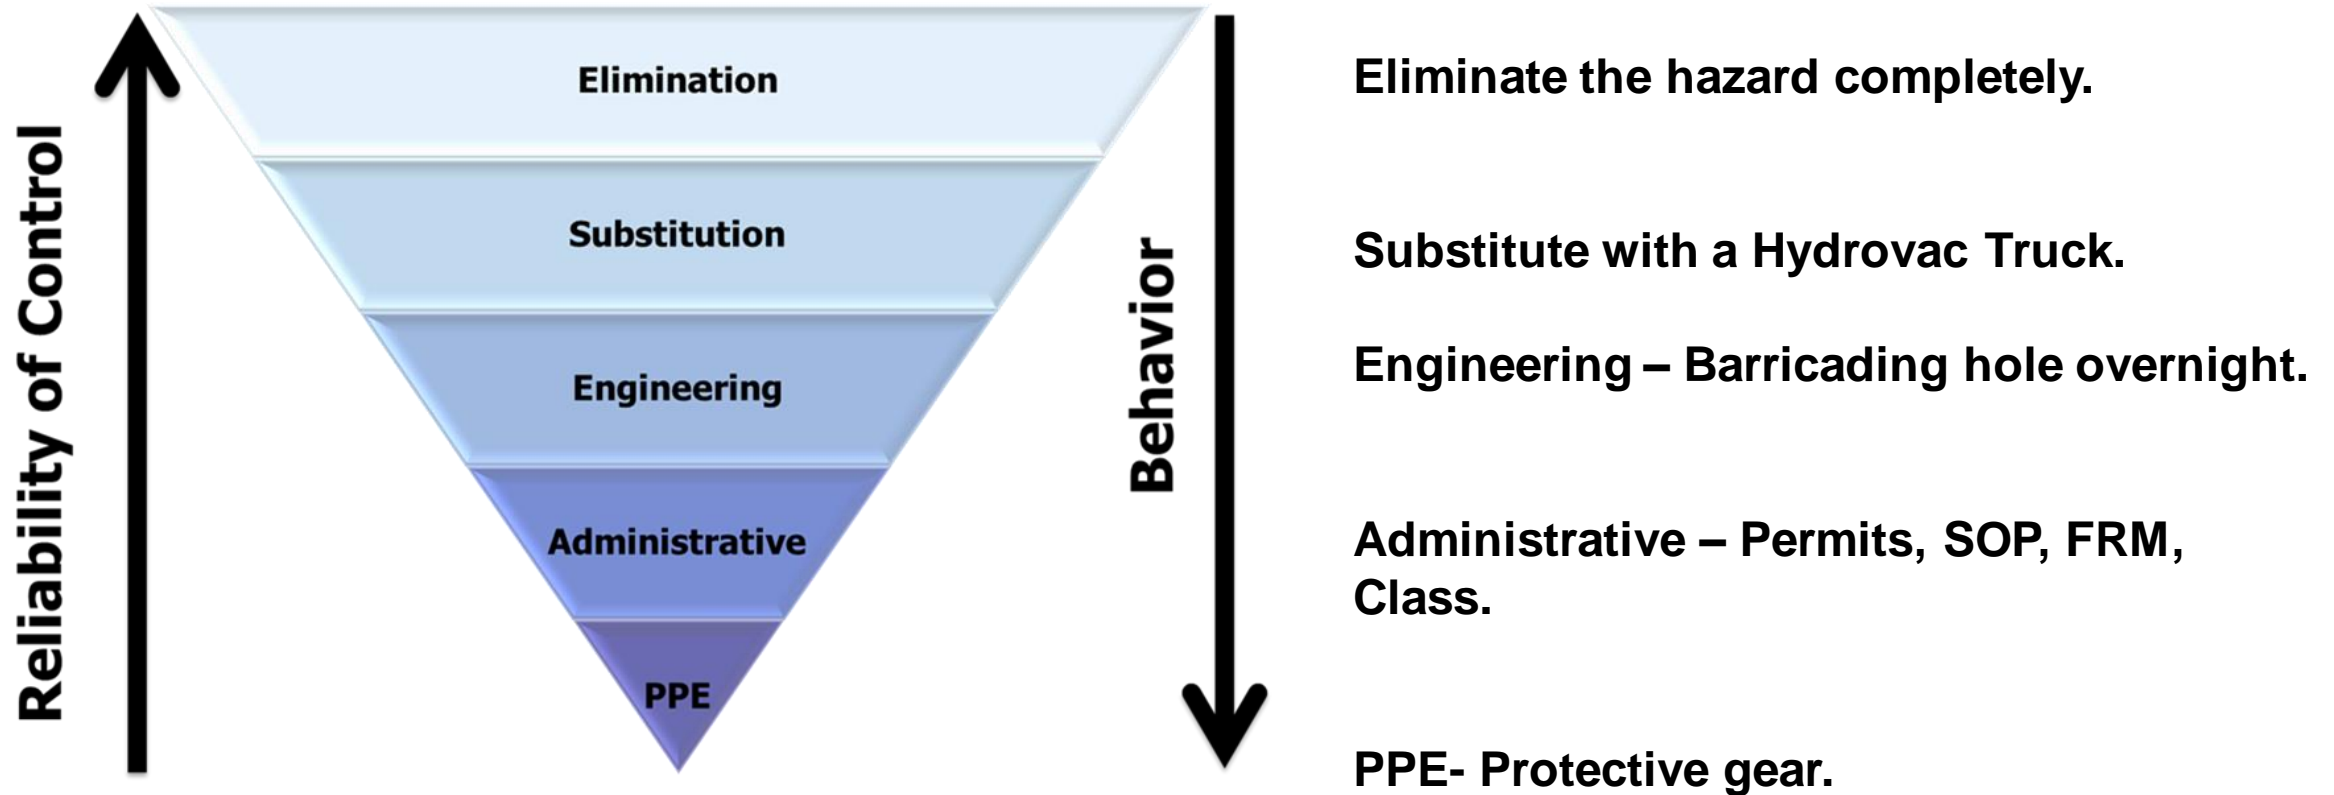 Reliability of Control
Elimination
Substitution
Engineering
Administrative
PPE
Behavior
Eliminate the hazard completely.
Substitute with a Hydrovac Truck.
Engineering – Barricading hole overnight.
Administrative – Permits, SOP, FRM,
Class.
PPE- Protective gear.